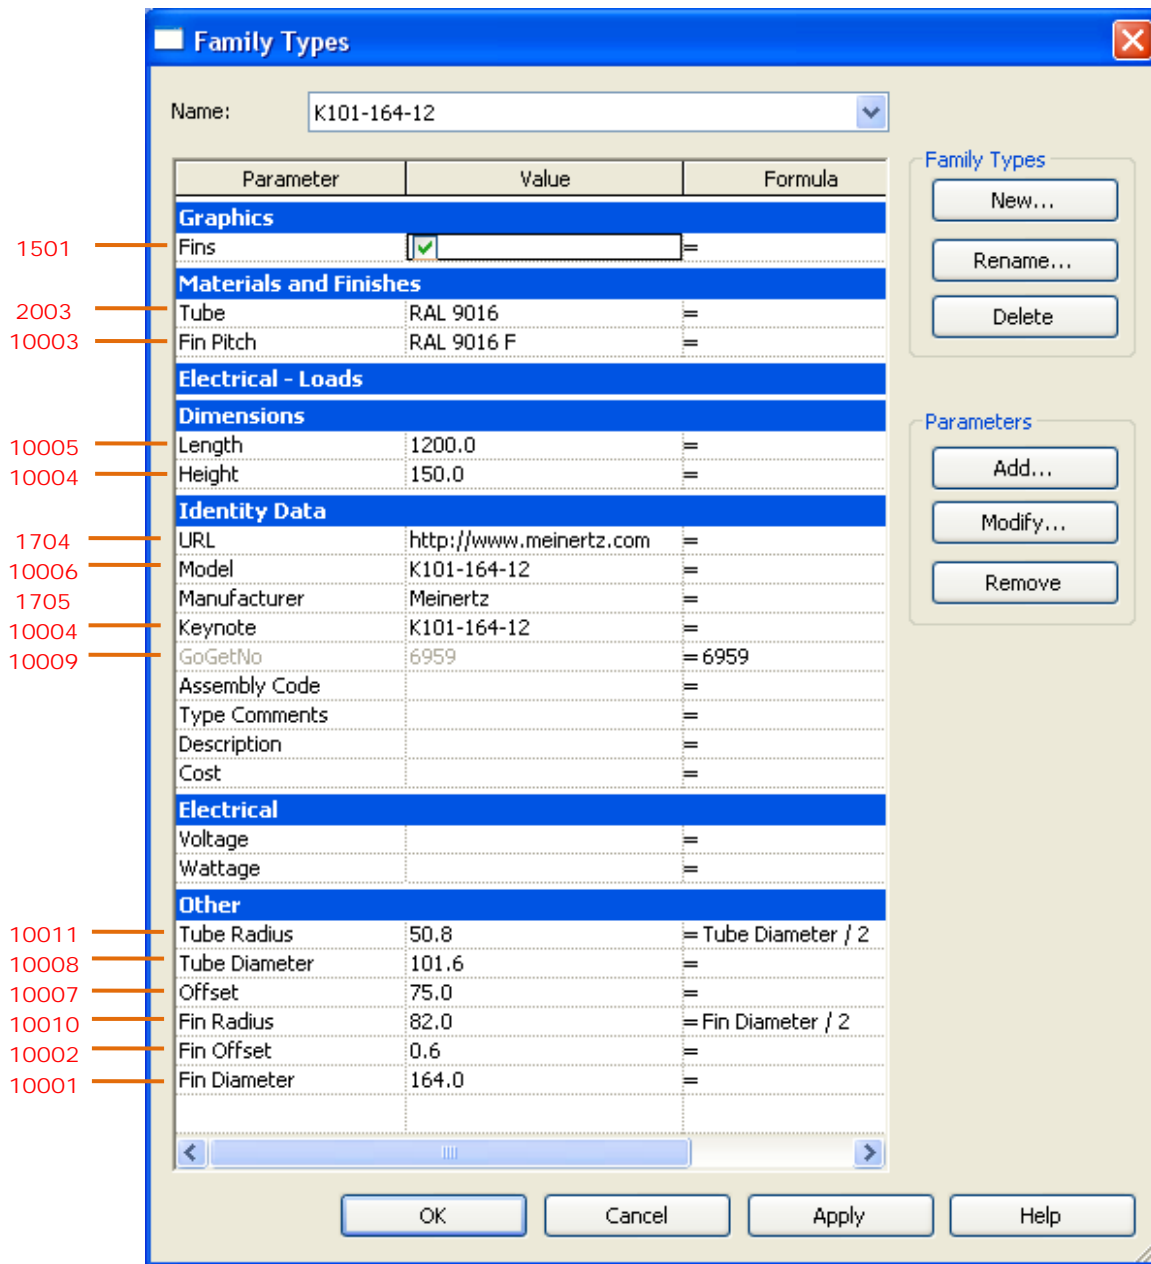 Family Types
Name: K101-164-12
Parameter Value Formula
Family Types
New...
Graphics
1501 Fins =
Rename...
Materials and Finishes
2003 Tube RAL 9016 =
Delete
10003 Fin Pitch RAL 9016 F =
Electrical - Loads
Dimensions
Parameters
10005 Length 1200.0 =
10004 Height 150.0 =
Add...
Identity Data
Modify...
1704 URL http://www.meinertz.com =
10006 Model K101-164-12 =
Remove
1705 Manufacturer Meinertz =
10004 Keynote K101-164-12 =
10009 GoGetNo 6959 = 6959
Assembly Code =
Type Comments =
Description =
Cost =
Electrical
Voltage =
Wattage =
Other
10011 Tube Radius 50.8 = Tube Diameter / 2
10008 Tube Diameter 101.6 =
10007 Offset 75.0 =
10010 Fin Radius 82.0 = Fin Diameter / 2
10002 Fin Offset 0.6 =
10001 Fin Diameter 164.0 =
OK Cancel Apply Help